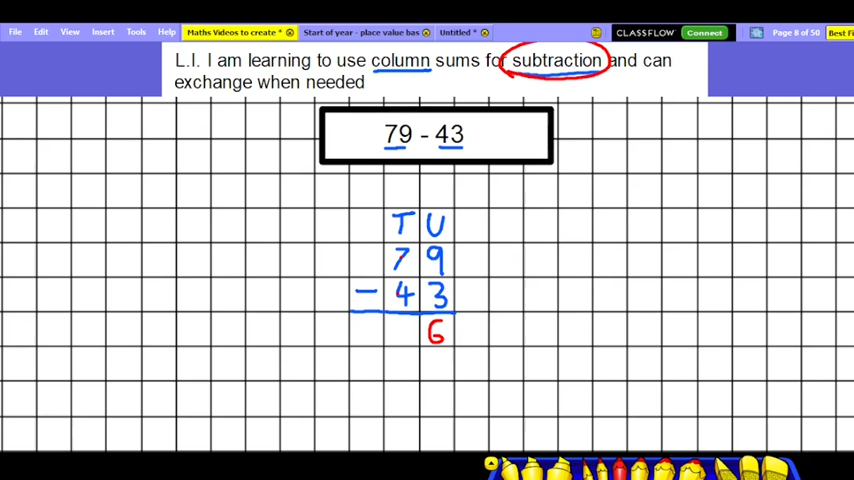 File Edit View Insert Tools Help Maths Videos to create * Start of year - place value bas Untitled * CLASSFLOW Connect Page 8 of 50 Best Fi
L.I. I am learning to use column sums for subtraction and can
exchange when needed
79 - 43
T U
7 9
- 4 3
6